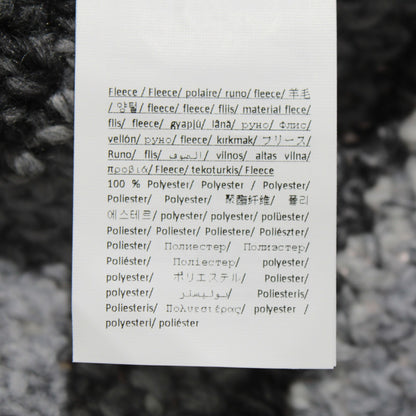 Fleece / Fleece/ polaire/ runo/ fleece/ 羊毛
/ 양털/ fleece/ fleece/ fliis/ material flece/
flis/ fleece/ gyapjú/ lână/ руно/ Флис/
vellón/ руно/ fleece/ kırkmak/ フリース/
Runo/ flis/ الصوف/ vilnos/ aitas vilna/
προβιά/ Fleece/ tekoturkis/ Fleece
100 % Polyester/ Polyester / Polyester/
Poliester/ Polyester/ 聚酯纤维/ 폴리
에스테르/ polyester/ polyester/ polüester/
Poliester/ Poliester/ Poliestere/ Poliészter/
Poliester/ Полиестер/ Полиэстер/
Poliéster/ Поліестер/ polyester/
polyester/ ポリエステル/ Poliester/
polyester/ بوليستر/ Poliesteris/
Poliesteris/ Πολυεστέρας/ polyester /
polyesteri/ poliéster